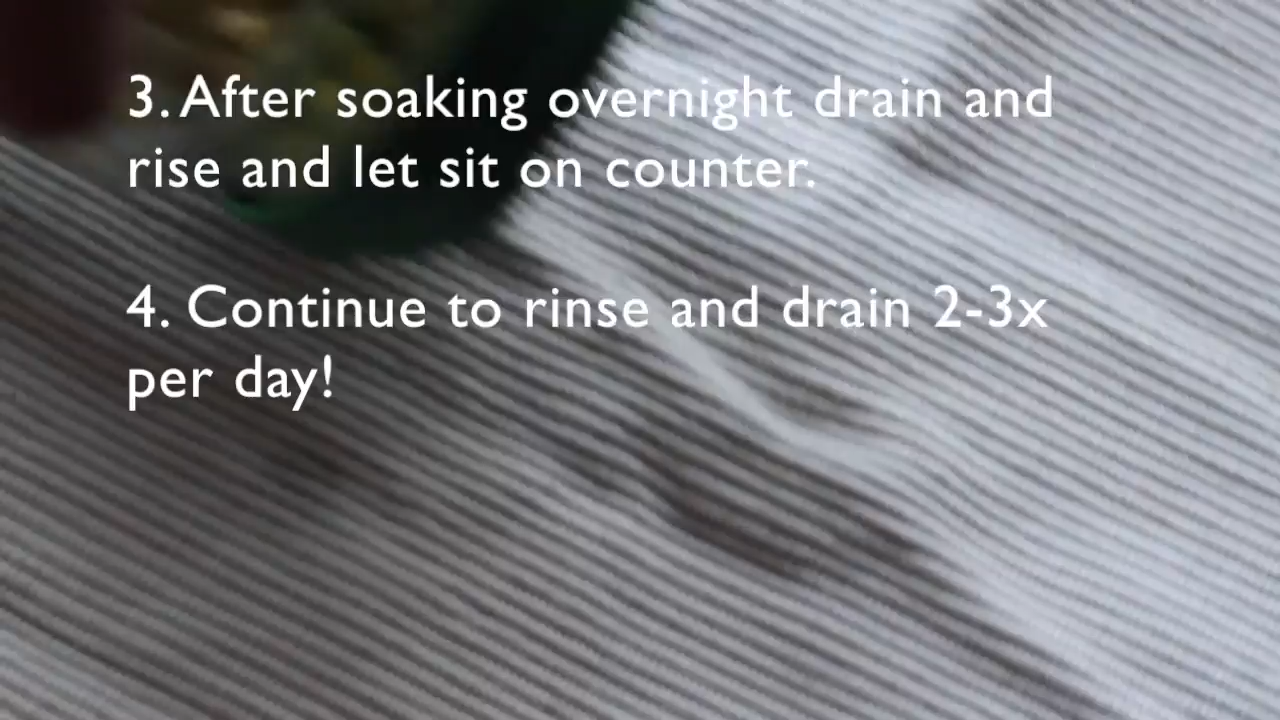 3. After soaking overnight drain and
rise and let sit on counter.
4. Continue to rinse and drain 2-3x
per day!